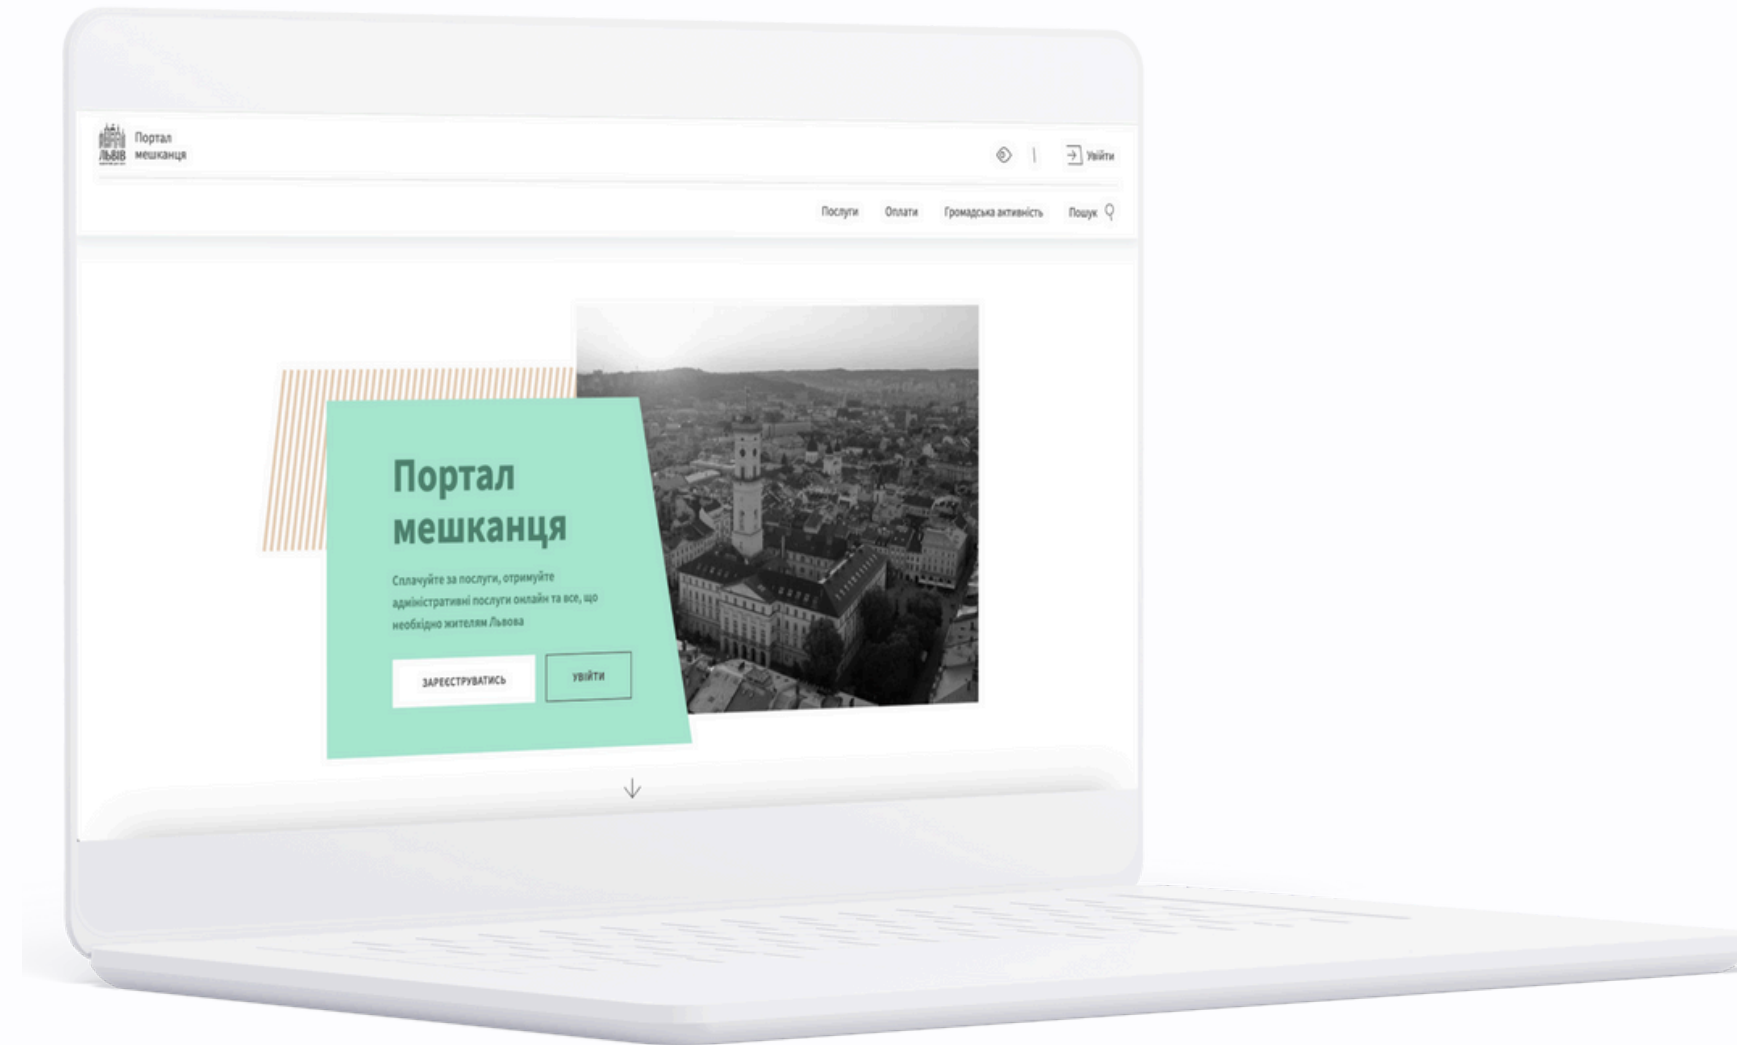 ЛЬВІВ
Портал
мешканця
Увійти
Послуги Оплати Громадська активність Пошук
Портал
мешканця
Сплачуйте за послуги, отримуйте
адміністративні послуги онлайн та все, що
необхідно жителям Львова
ЗАРЕЄСТРУВАТИСЬ УВІЙТИ